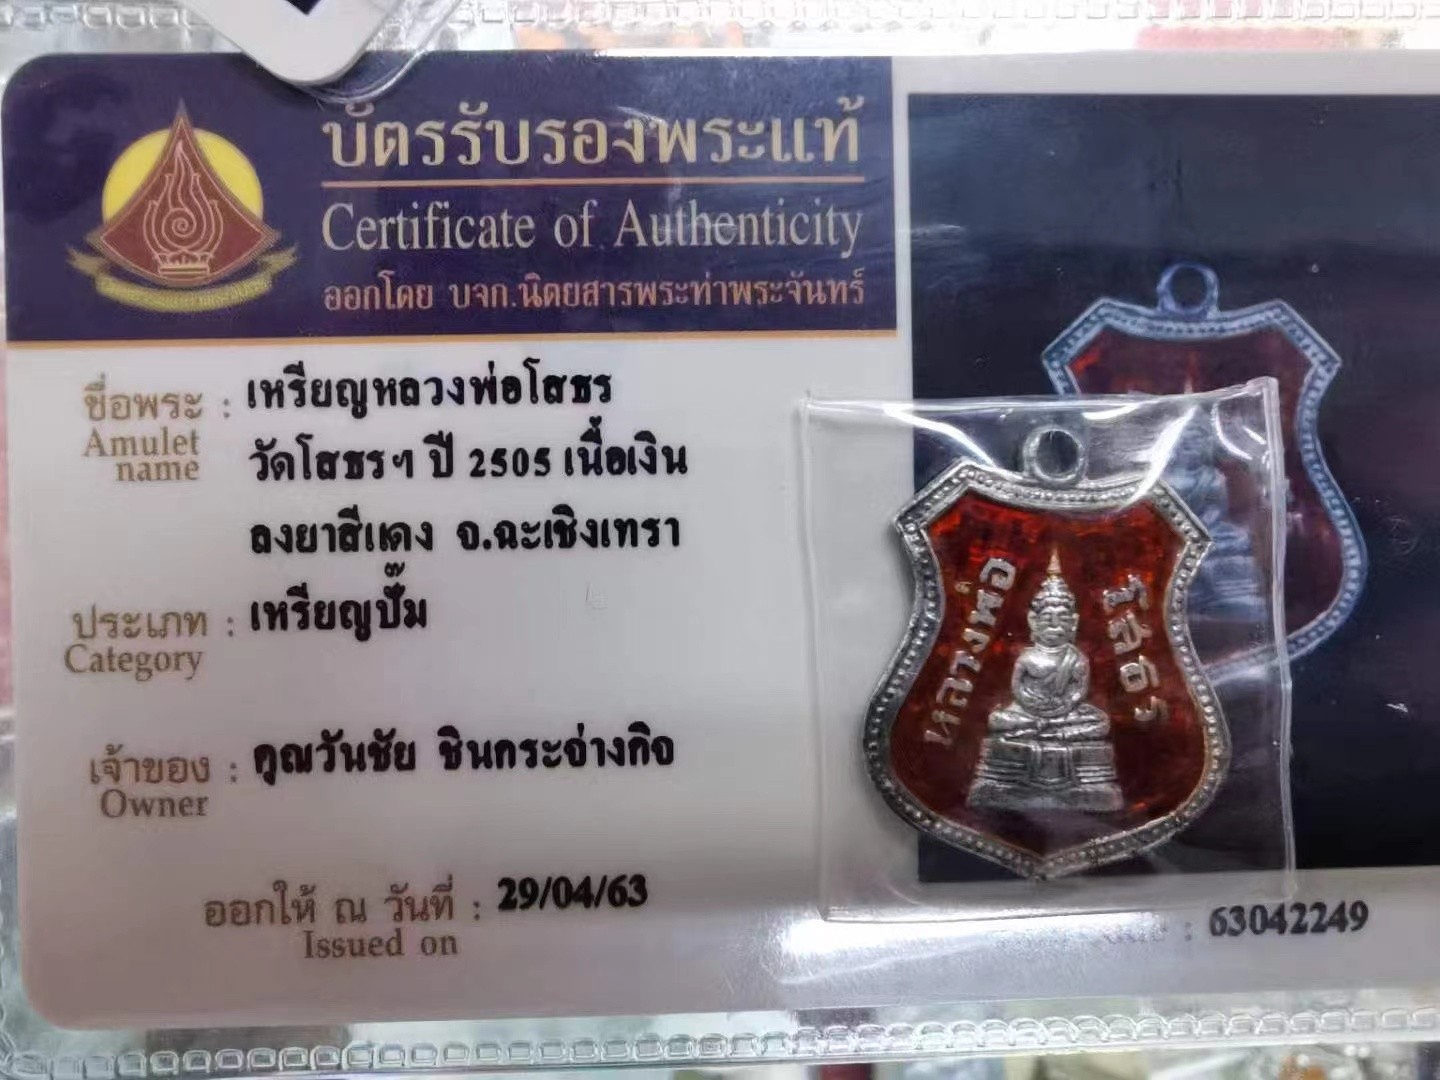 บัตรรับรองพระแท้
Certificate of Authenticity
ออกโดย บจก.นิตยสารพระท่าพระจันทร์
ชื่อพระ : เหรียญหลวงพ่อโสธร
Amulet name
วัดโสธรฯ ปี 2505 เนื้อเงิน
ลงยาสีแดง จ.ฉะเชิงเทรา
ประเภท : เหรียญปั๊ม
Category
เจ้าของ : คุณวันชัย ชินกระจ่างกิจ
Owner
ออกให้ ณ วันที่ : 29/04/63
Issued on
: 63042249
หลวงพ่อ
โสธร